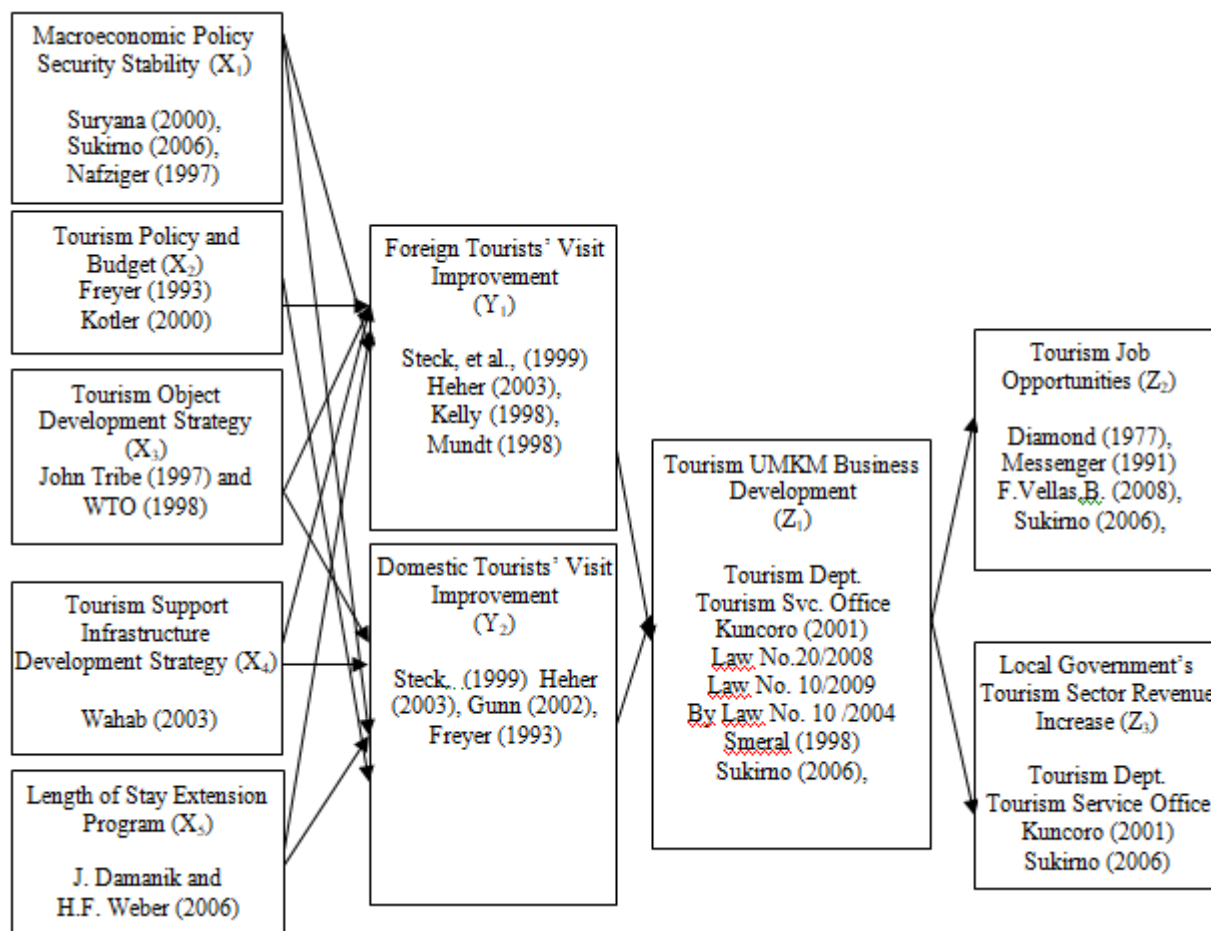 Macroeconomic Policy
Security Stability (X₁)
Suryana (2000),
Sukirno (2006),
Nafziger (1997)
Tourism Policy and
Budget (X₂)
Freyer (1993)
Kotler (2000)
Tourism Object
Development Strategy
(X₃)
John Tribe (1997) and
WTO (1998)
Tourism Support
Infrastructure
Development Strategy (X₄)
Wahab (2003)
Length of Stay Extension
Program (X₅)
J. Damanik and
H.F. Weber (2006)
Foreign Tourists’ Visit
Improvement
(Y₁)
Steck, et al., (1999)
Heher (2003),
Kelly (1998),
Mundt (1998)
Domestic Tourists’ Visit
Improvement
(Y₂)
Steck,. .(1999) Heher
(2003), Gunn (2002),
Freyer (1993)
Tourism UMKM Business
Development
(Z₁)
Tourism Dept.
Tourism Svc. Office
Kuncoro (2001)
Law No.20/2008
Law No. 10/2009
By Law No. 10 /2004
Smeral (1998)
Sukirno (2006),
Tourism Job
Opportunities (Z₂)
Diamond (1977),
Messenger (1991)
F.Vellas,B. (2008),
Sukirno (2006),
Local Government’s
Tourism Sector Revenue
Increase (Z₃)
Tourism Dept.
Tourism Service Office
Kuncoro (2001)
Sukirno (2006)